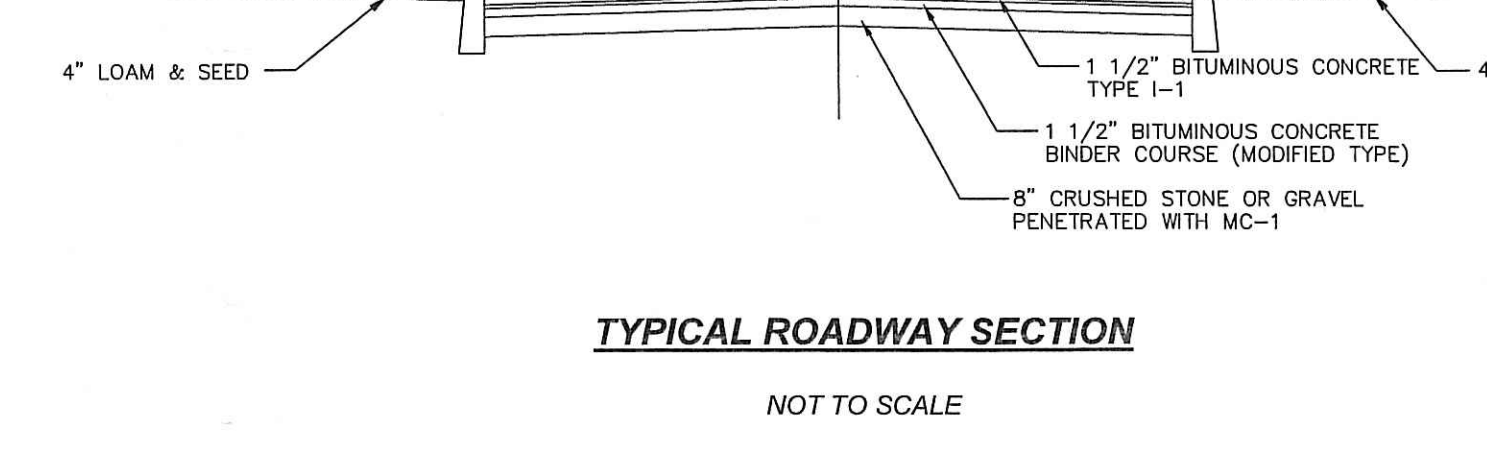 4" LOAM & SEED
1 1/2" BITUMINOUS CONCRETE
TYPE I-1
4
1 1/2" BITUMINOUS CONCRETE
BINDER COURSE (MODIFIED TYPE)
8" CRUSHED STONE OR GRAVEL
PENETRATED WITH MC-1
TYPICAL ROADWAY SECTION
NOT TO SCALE